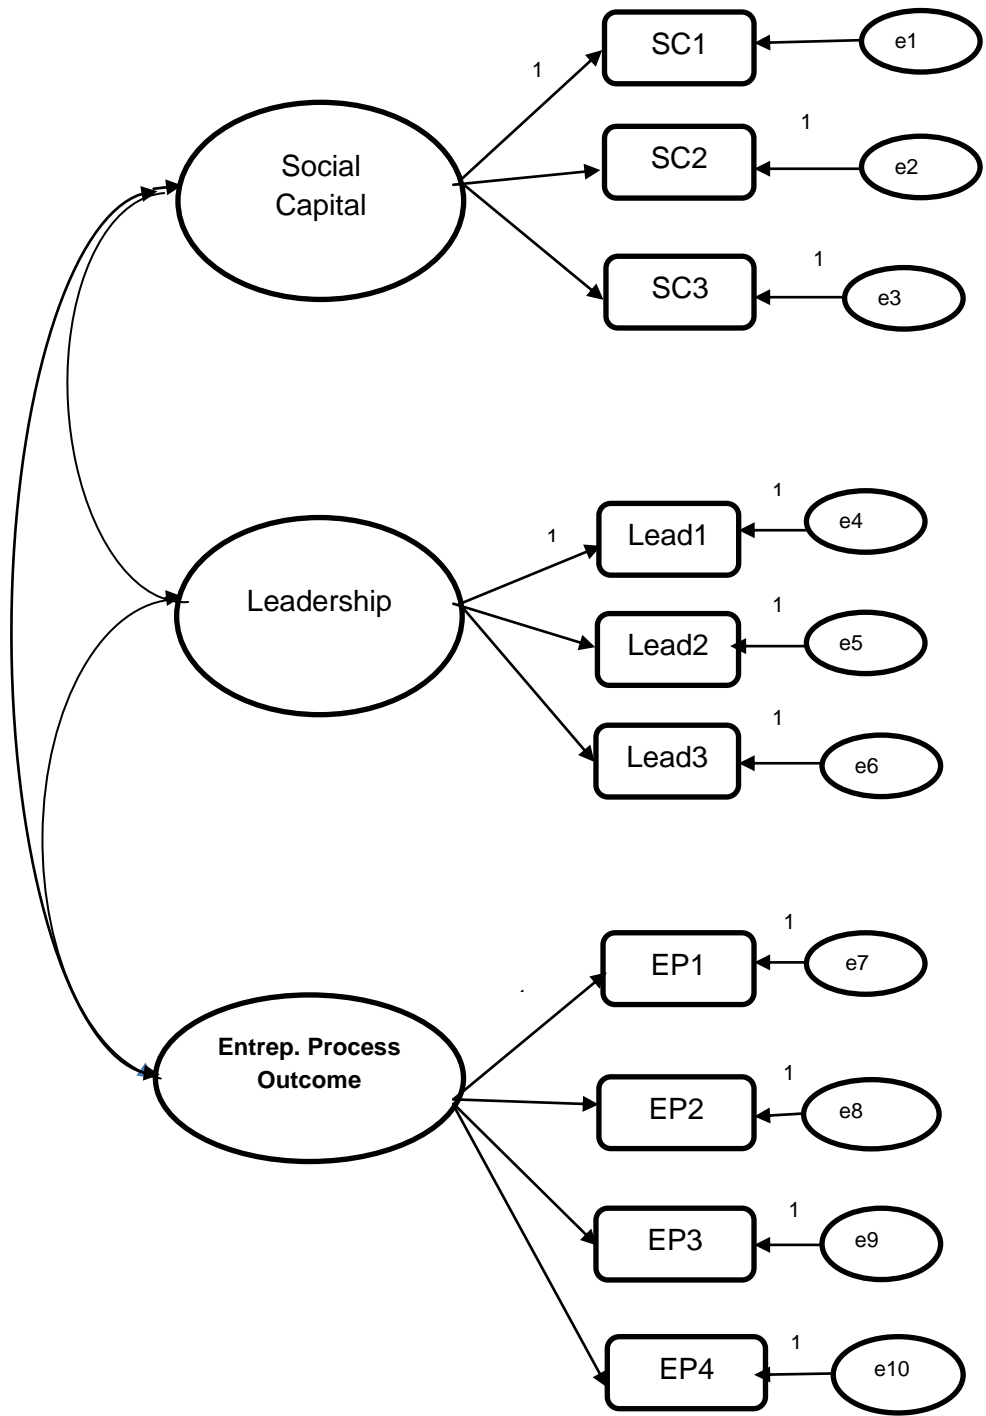 SC1
e1
1
SC2
1
e2
Social
Capital
SC3
1
e3
Lead1
1
e4
1
Leadership
Lead2
1
e5
Lead3
1
e6
EP1
1
e7
Entrep. Process
Outcome
EP2
1
e8
EP3
1
e9
EP4
1
e10